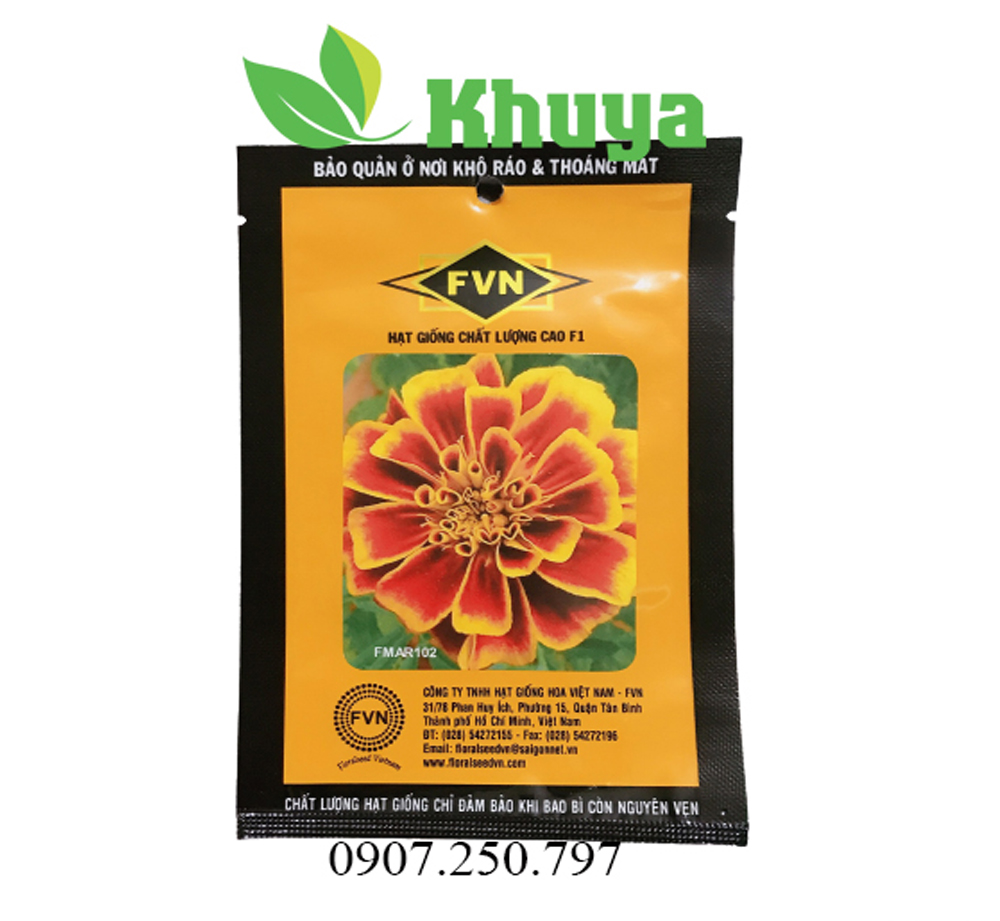 Khuya
BẢO QUẢN Ở NƠI KHÔ RÁO & THOÁNG MÁT
FVN
HẠT GIỐNG CHẤT LƯỢNG CAO F1
FMAR102
FVN
Floralseed Vietnam
CÔNG TY TNHH HẠT GIỐNG HOA VIỆT NAM - FVN
31/78 Phan Huy Ích, Phường 15, Quận Tân Bình
Thành phố Hồ Chí Minh, Việt Nam
ĐT: (028) 54272155 - Fax: (028) 54272196
Email: floralseedvn@saigonnet.vn
www.floralseedvn.com
CHẤT LƯỢNG HẠT GIỐNG CHỈ ĐẢM BẢO KHI BAO BÌ CÒN NGUYÊN VẸN
0907.250.797